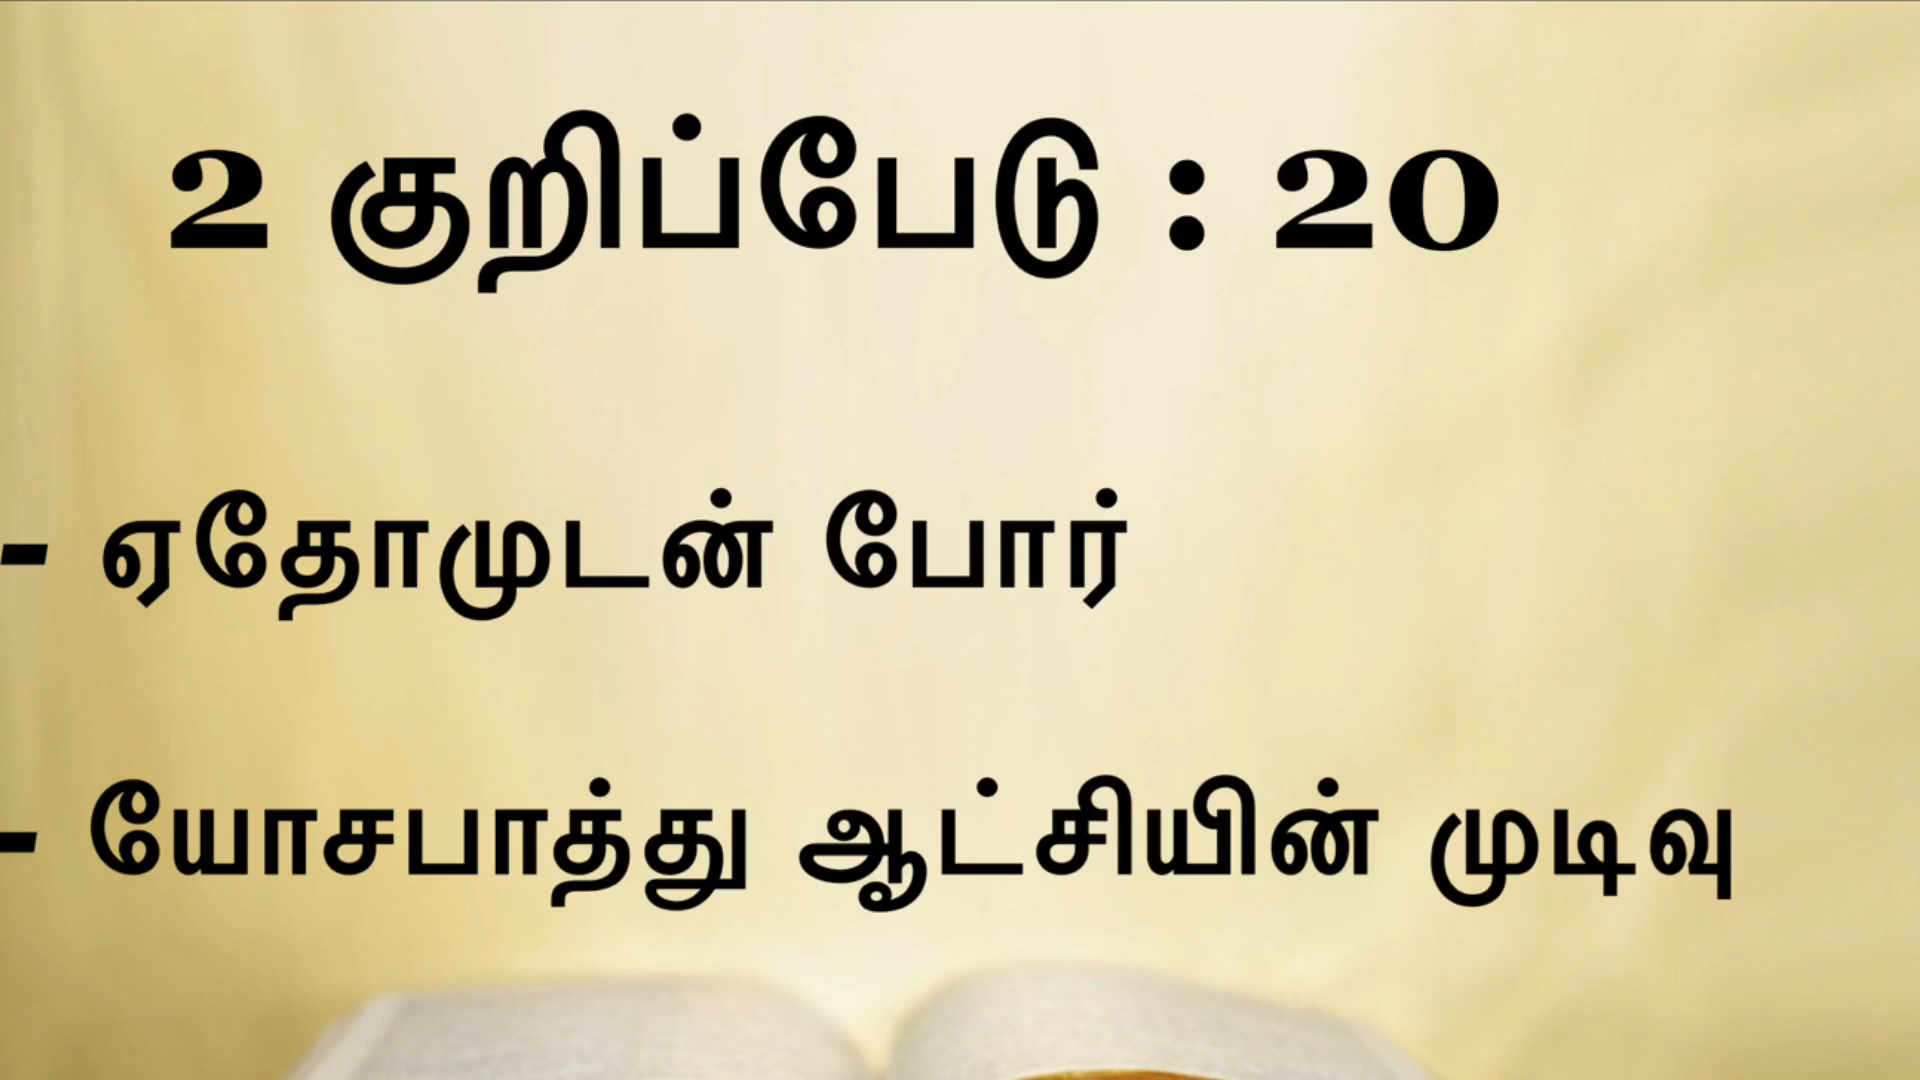 2 குறிப்பேடு : 20
- ஏதோமுடன் போர்
- யோசபாத்து ஆட்சியின் முடிவு